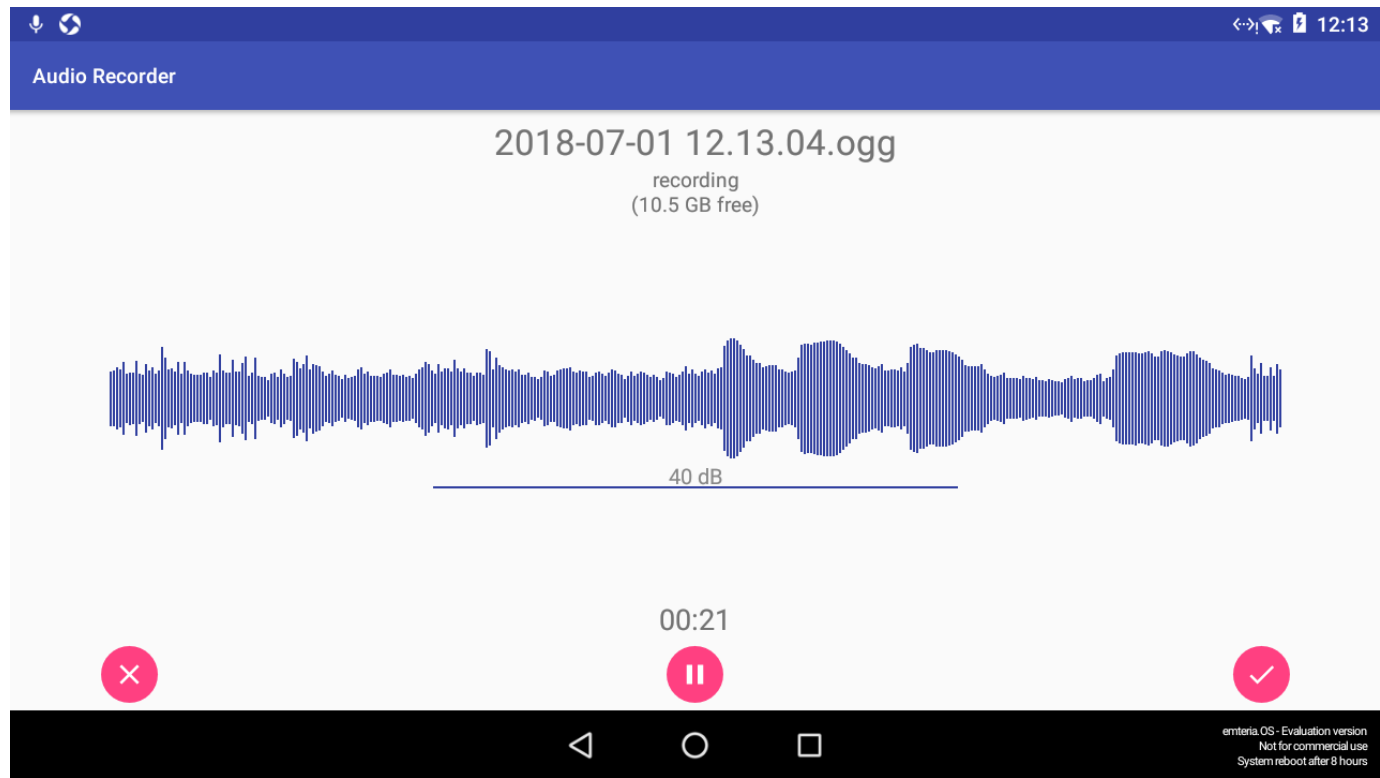 12:13
Audio Recorder
2018-07-01 12.13.04.ogg
recording
(10.5 GB free)
40 dB
00:21
emteria.OS - Evaluation version
Not for commercial use
System reboot after 8 hours